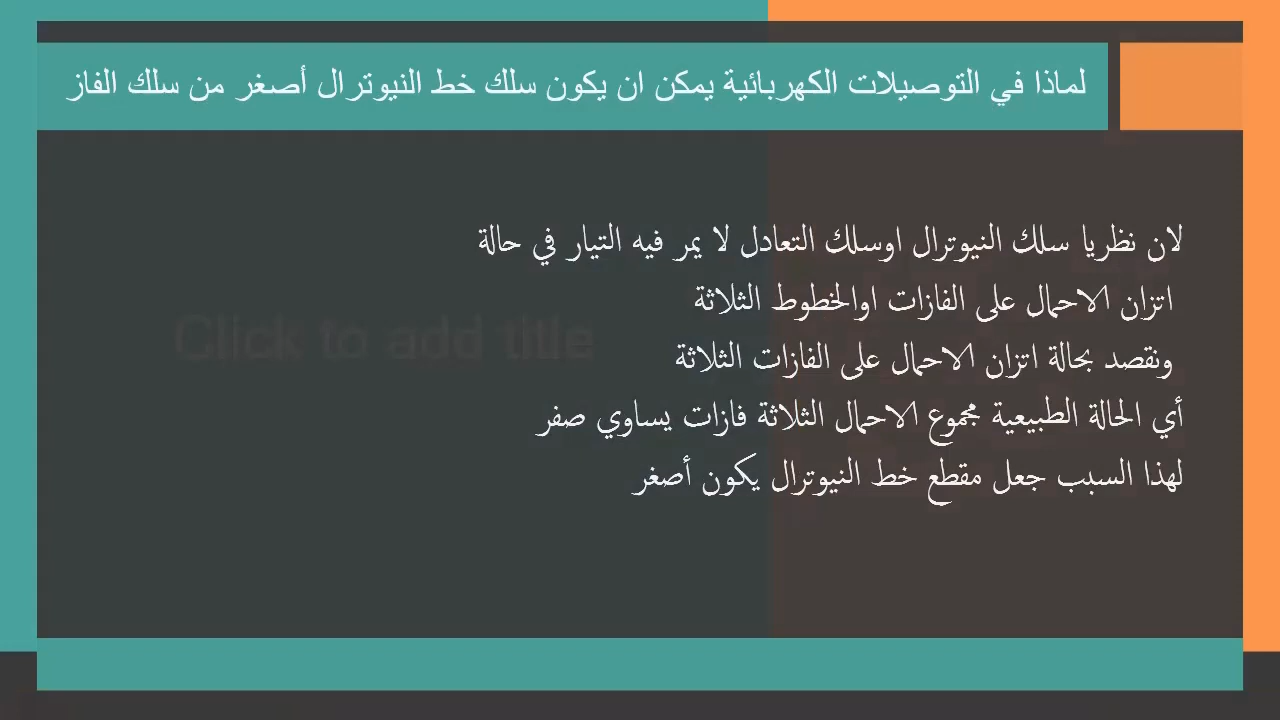 لماذا في التوصيلات الكهربائية يمكن ان يكون سلك خط النيوترال أصغر من سلك الفاز
لان نظريا سلك النيوترال اوسلك التعادل لا يمر فيه التيار في حالة
اتزان الاحمال على الفازات اوالخطوط الثلاثة
Click to add title
ونقصد بحالة اتزان الاحمال على الفازات الثلاثة
أي الحالة الطبيعية مجموع الاحمال الثلاثة فازات يساوي صفر
لهذا السبب جعل مقطع خط النيوترال يكون أصغر